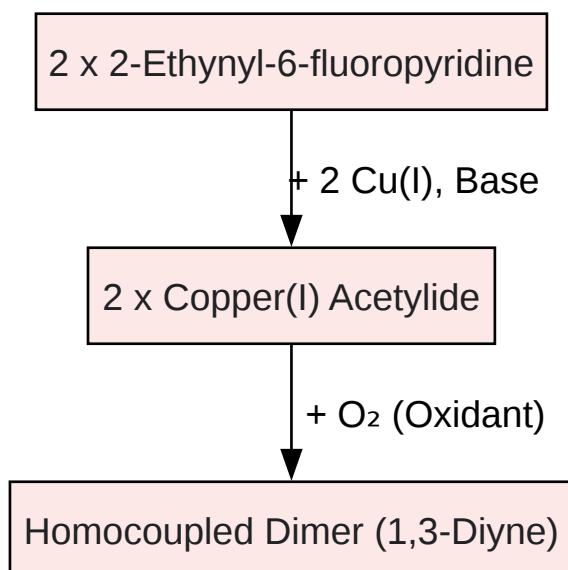 2 x 2-Ethynyl-6-fluoropyridine
+ 2 Cu(I), Base
2 x Copper(I) Acetylide
+ O₂ (Oxidant)
Homocoupled Dimer (1,3-Diyne)